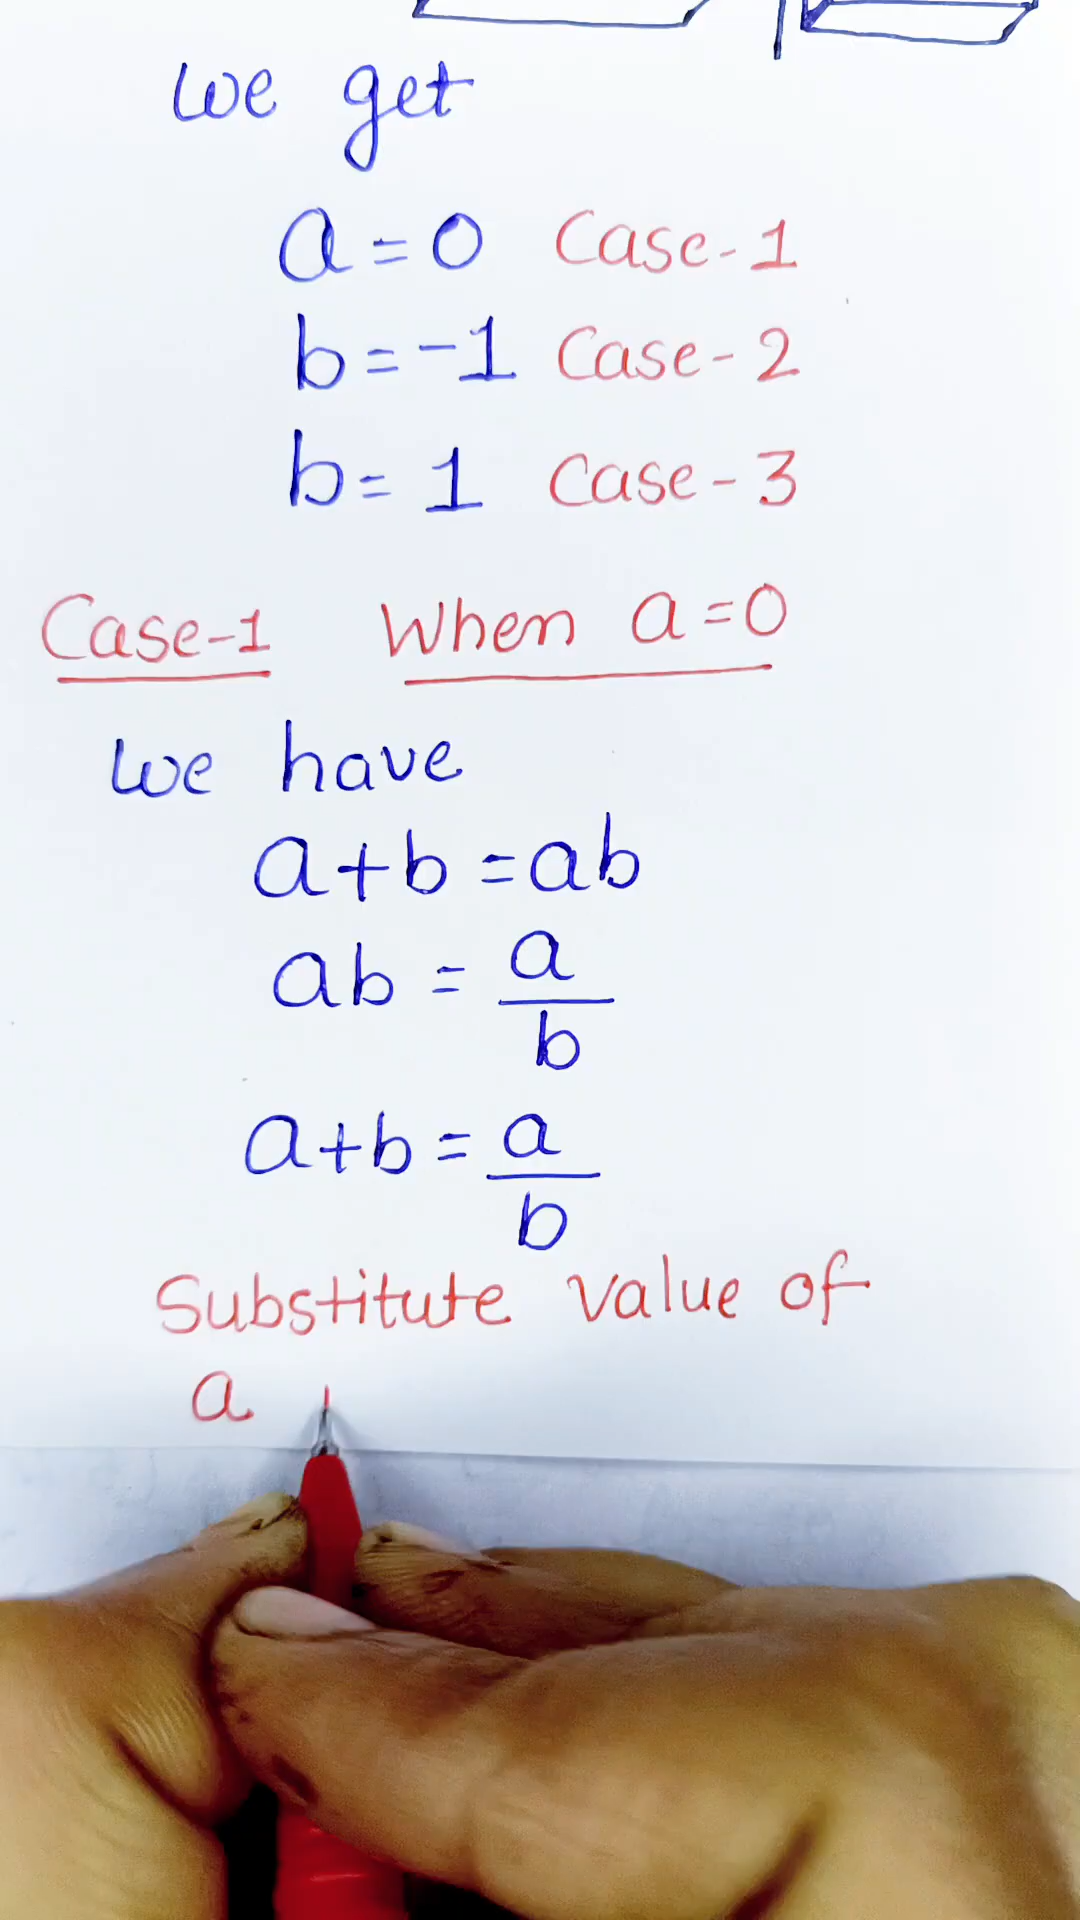 We get
a = 0 Case-1
b = -1 Case-2
b = 1 Case-3
Case-1 When a=0
We have
a+b = ab
ab = a/b
a+b = a/b
Substitute value of
a